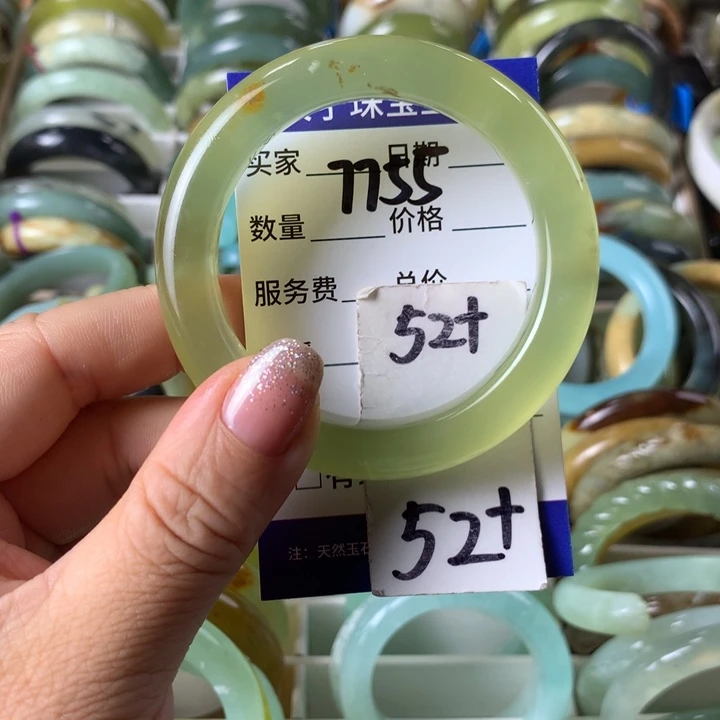 珠宝
买家 日期
7755
数量 价格
服务费 总价
52+
52+
注：天然玉石